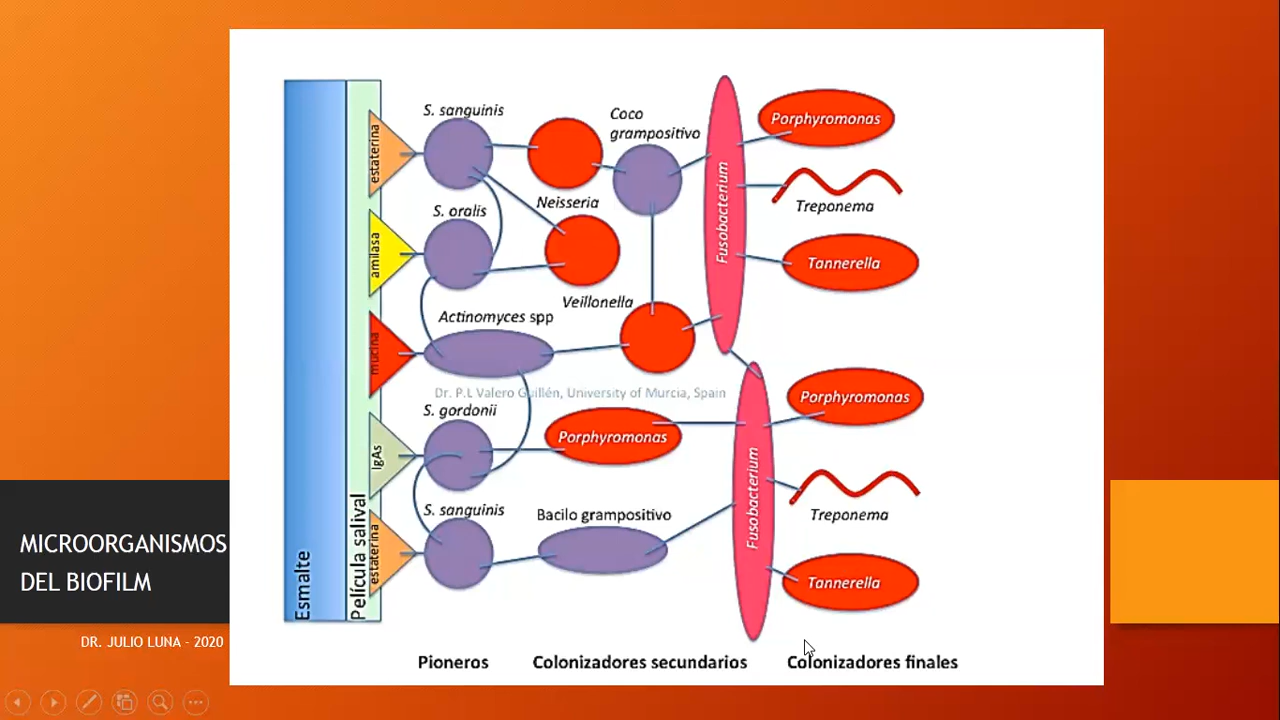 S. sanguinis
Coco
grampositivo
Porphyromonas
estaterina
Neisseria
Treponema
S. oralis
amilasa
Fusobacterium
Tannerella
Veillonella
Actinomyces spp
mucina
Dr. P.L Valero Guillén, University of Murcia, Spain
Porphyromonas
S. gordonii
Porphyromonas
IgAs
Fusobacterium
S. sanguinis
Bacilo grampositivo
Treponema
estaterina
Tannerella
Esmalte
Película salival
Pioneros
Colonizadores secundarios
Colonizadores finales
MICROORGANISMOS
DEL BIOFILM
DR. JULIO LUNA - 2020